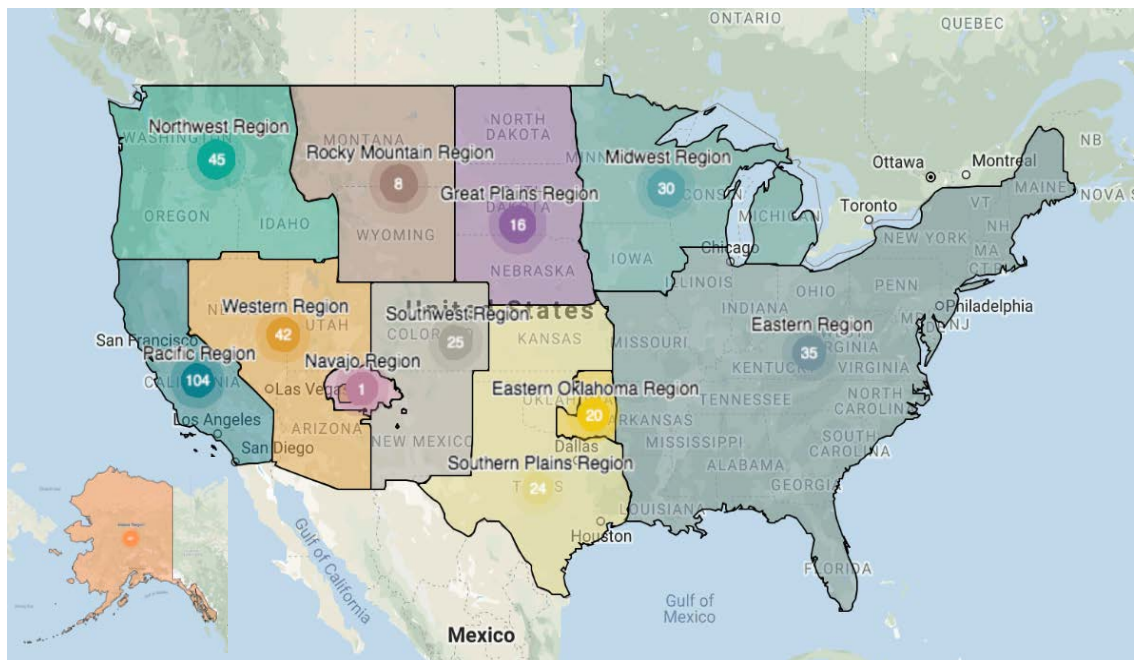 ONTARIO
QUEBEC
NORTH
DAKOTA
NB
Northwest Region
WASHINGTON
MONTANA
45
Rocky Mountain Region
8
Midwest Region
30
Ottawa
Montreal
MAINE
NOVA S
Great Plains Region
16
OREGON
IDAHO
WYOMING
MICHIGAN
Toronto
VT
NH
NEW YORK
MA
IOWA
Chicago
NEBRASKA
ILLINOIS
INDIANA
OHIO
PENN
Philadelphia
NJ
Western Region
42
UTAH
United States
Southwest Region
25
KANSAS
MISSOURI
Eastern Region
35
VIRGINIA
KENTUCKY
VIRGINIA
San Francisco
Pacific Region
104
Navajo Region
1
Las Vegas
Eastern Oklahoma Region
20
ARKANSAS
TENNESSEE
NORTH
CAROLINA
Los Angeles
ARIZONA
NEW MEXICO
San Diego
Dallas
MISSISSIPPI
SOUTH
CAROLINA
ALABAMA
Southern Plains Region
24
GEORGIA
LOUISIANA
Houston
FLORIDA
Gulf of California
Gulf of
Mexico
Mexico